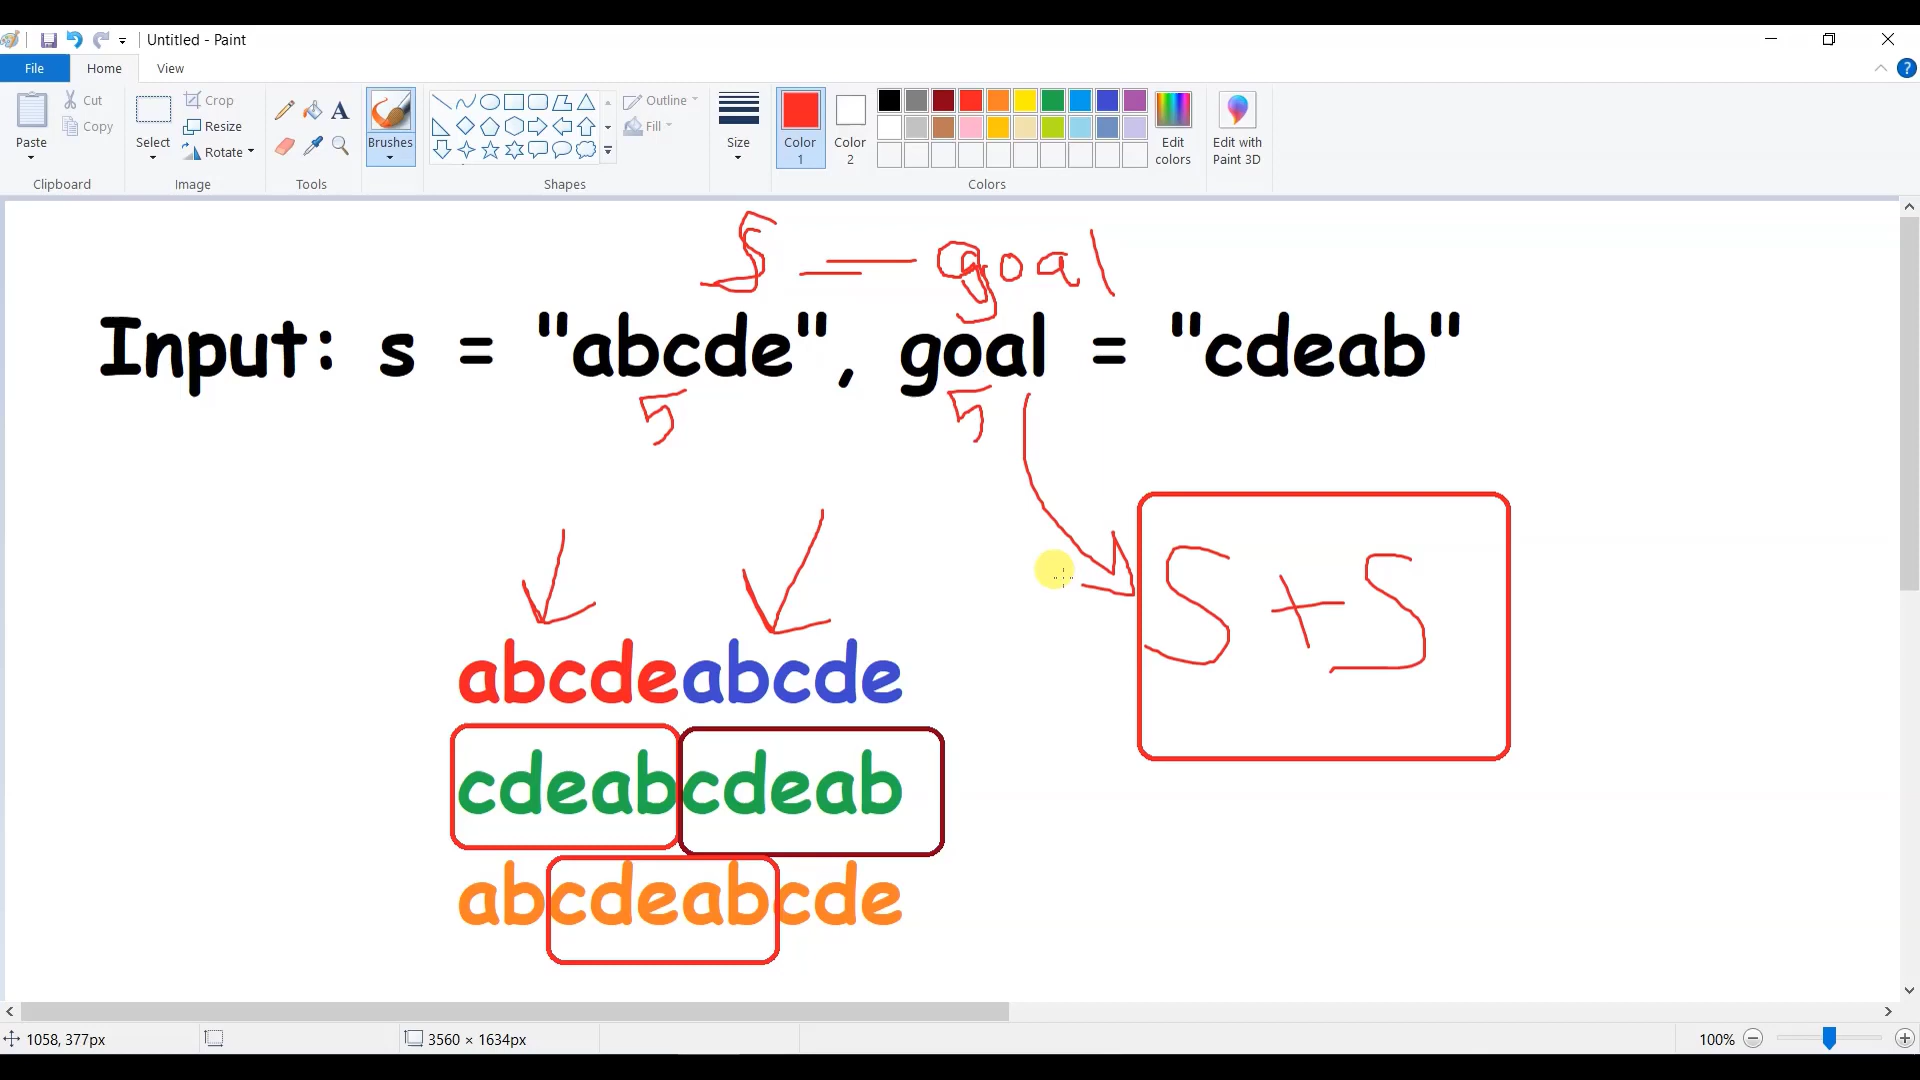 Untitled - Paint
File Home View
Cut
Copy
Paste
Clipboard
Select
Crop
Resize
Rotate
Image
Tools
Brushes
Shapes
Outline
Fill
Size
Color 1
Color 2
Colors
Edit colors
Edit with Paint 3D
S = goal
Input: s = "abcde", goal = "cdeab"
5 5
S + S
abcdeabcde
cdeabcdeab
abcdeabcde
1058, 377px
3560 × 1634px
100%